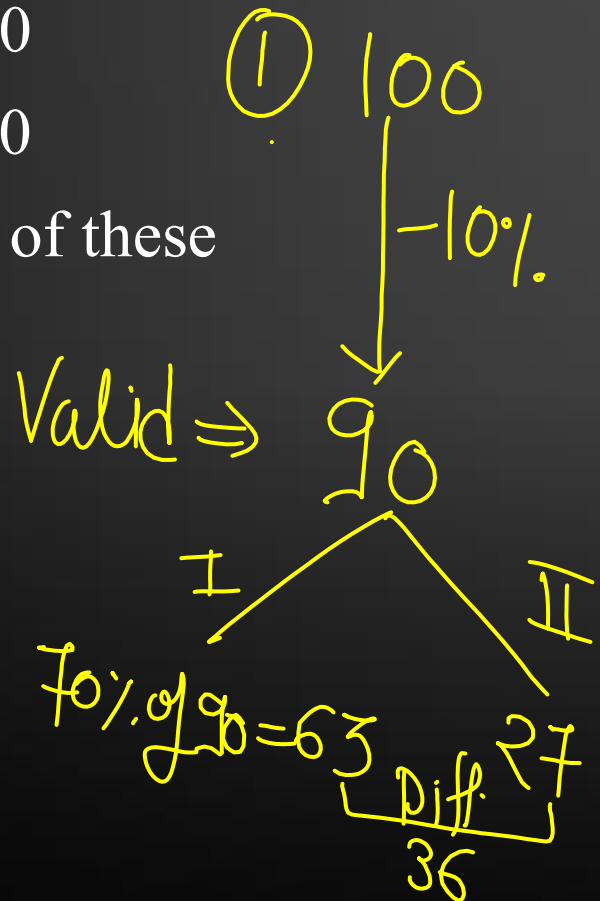 0
① 100
0
of these
-10%.
Valid ⇒ 90
I II
70% of 90=63 27
Diff.
36